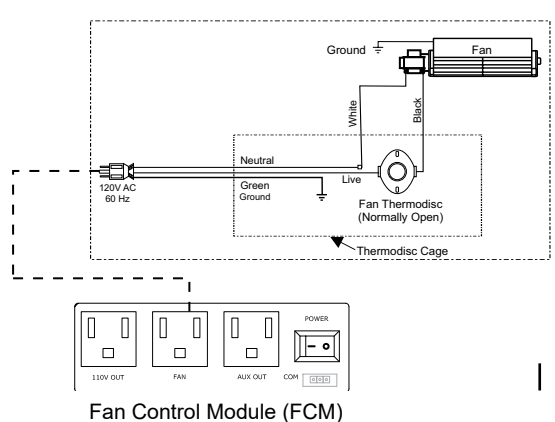 Ground
Fan
White
Black
Neutral
Live
120V AC
60 Hz
Green
Ground
Fan Thermodisc
(Normally Open)
Thermodisc Cage
POWER
110V OUT
FAN
AUX OUT
COM
Fan Control Module (FCM)